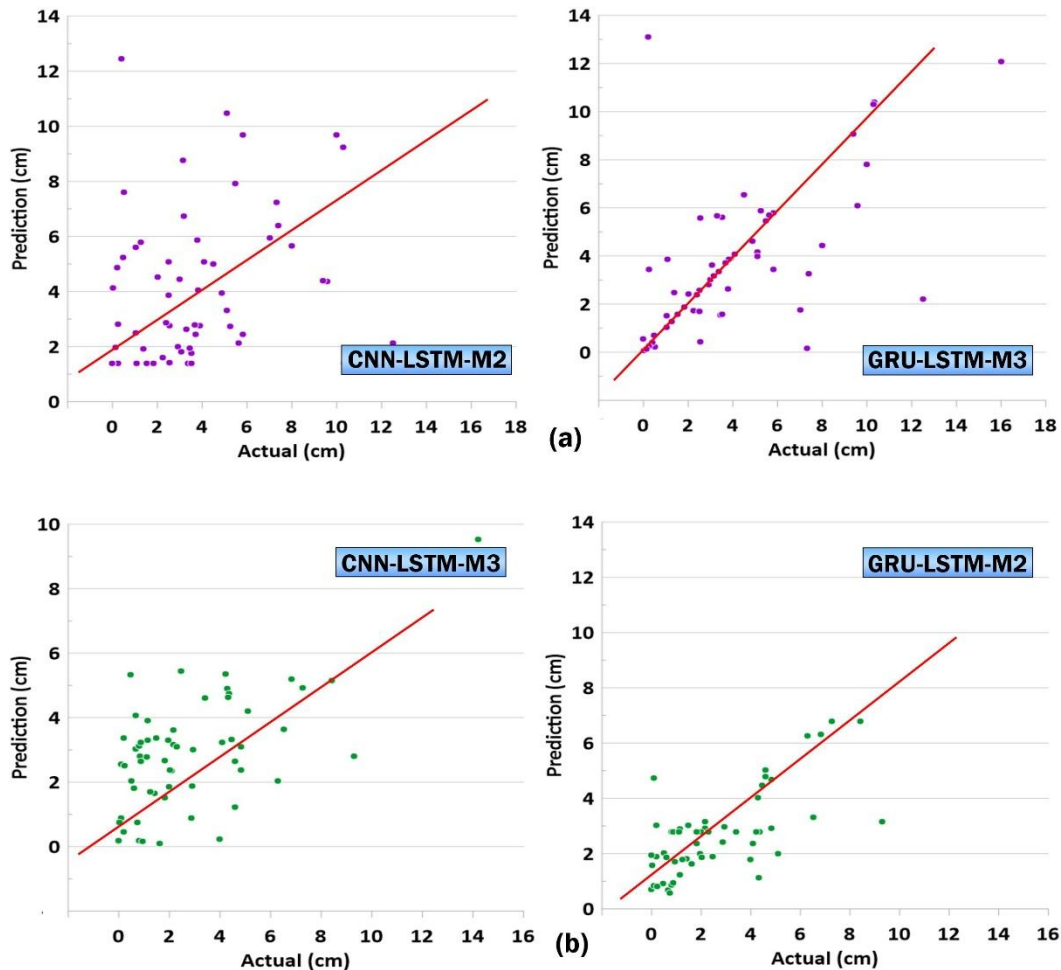 14
12
10
8
6
4
2
0
Prediction (cm)
CNN-LSTM-M2
0 2 4 6 8 10 12 14 16 18
Actual (cm)
14
12
10
8
6
4
2
0
Prediction (cm)
GRU-LSTM-M3
0 2 4 6 8 10 12 14 16 18
Actual (cm)
(a)
10
8
6
4
2
0
Prediction (cm)
CNN-LSTM-M3
0 2 4 6 8 10 12 14 16
Actual (cm)
14
12
10
8
6
4
2
0
Prediction (cm)
GRU-LSTM-M2
0 2 4 6 8 10 12 14 16
Actual (cm)
(b)